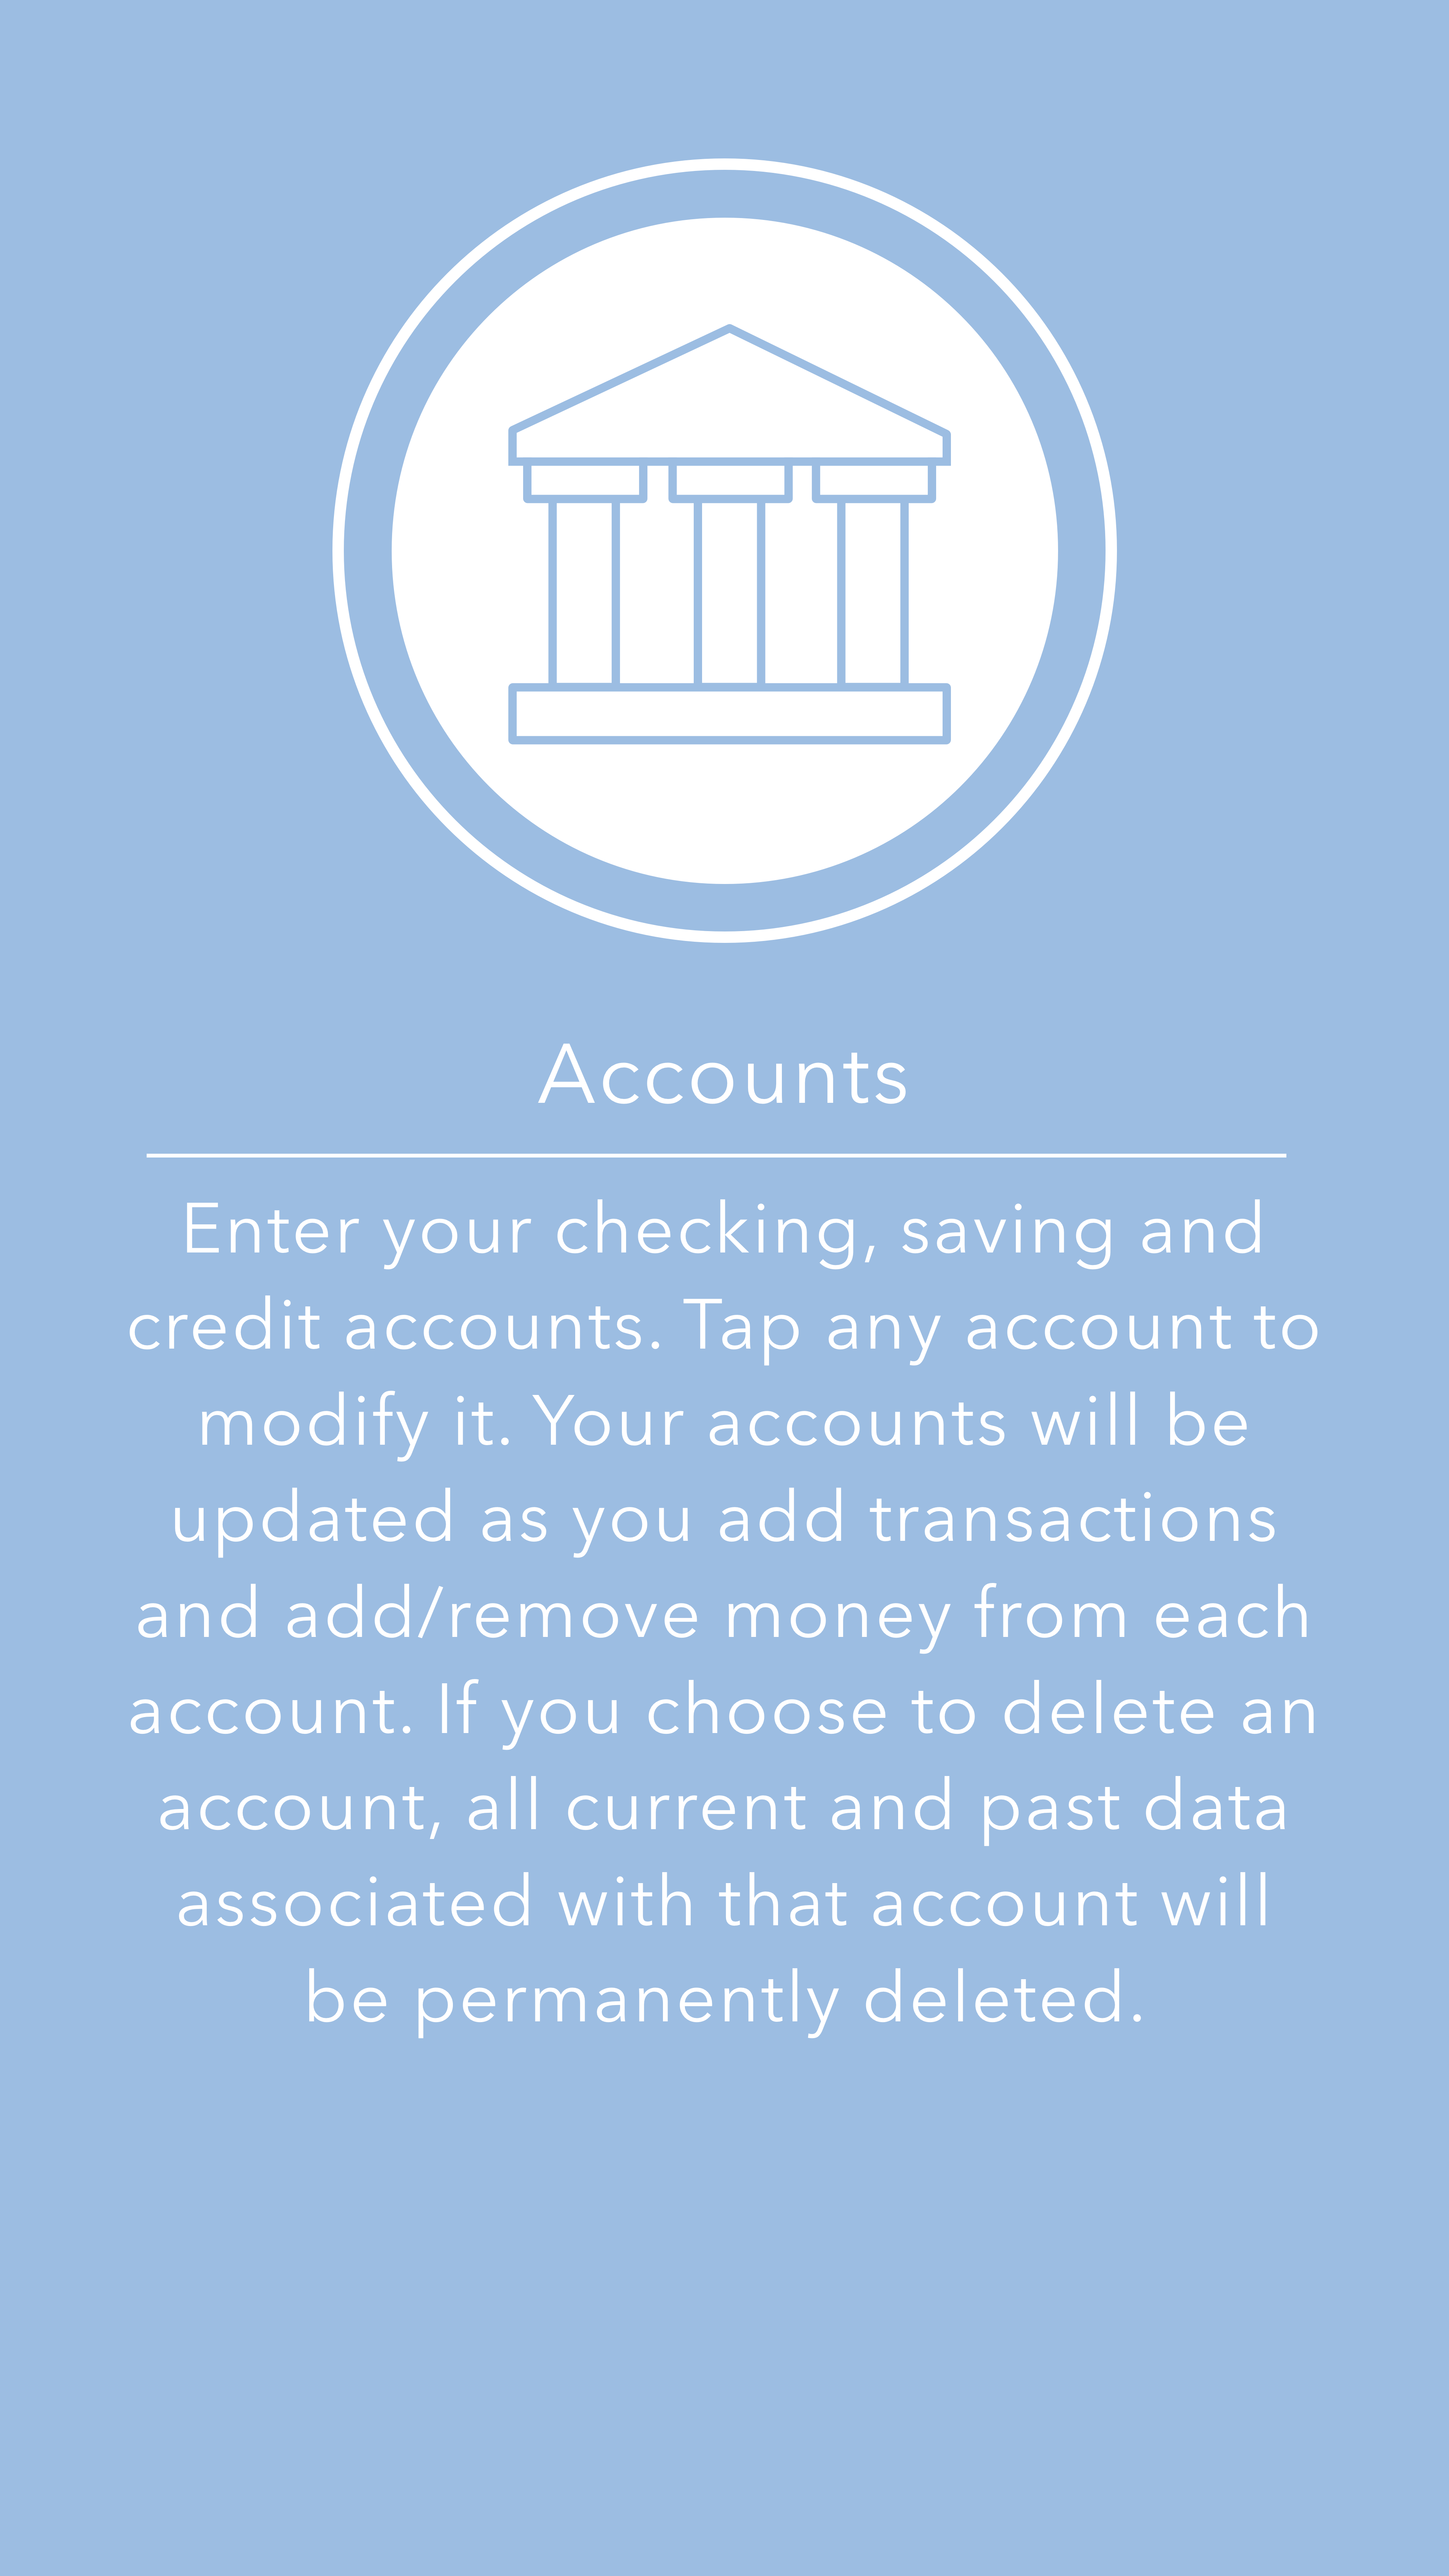 Accounts
Enter your checking, saving and
credit accounts. Tap any account to
modify it. Your accounts will be
updated as you add transactions
and add/remove money from each
account. If you choose to delete an
account, all current and past data
associated with that account will
be permanently deleted.